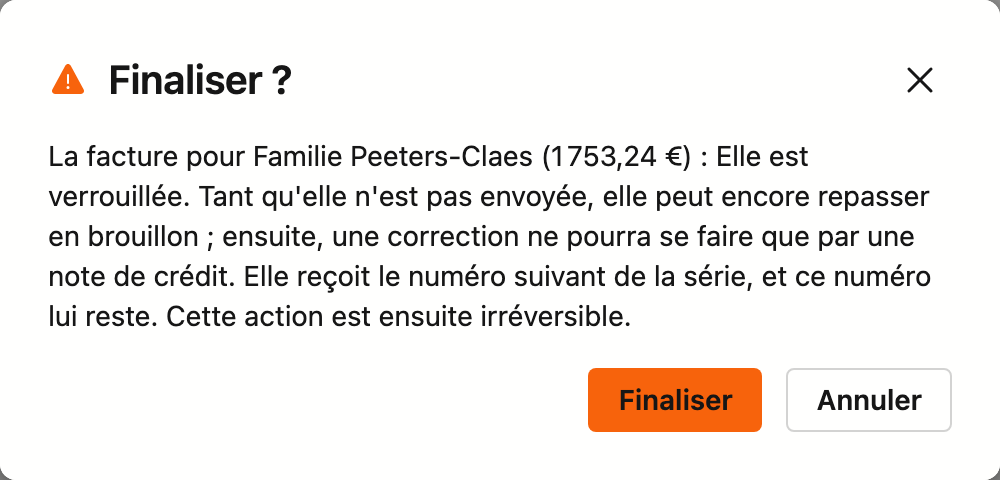 Finaliser ?
La facture pour Familie Peeters-Claes (1 753,24 €) : Elle est
verrouillée. Tant qu'elle n'est pas envoyée, elle peut encore repasser
en brouillon ; ensuite, une correction ne pourra se faire que par une
note de crédit. Elle reçoit le numéro suivant de la série, et ce numéro
lui reste. Cette action est ensuite irréversible.
Finaliser Annuler